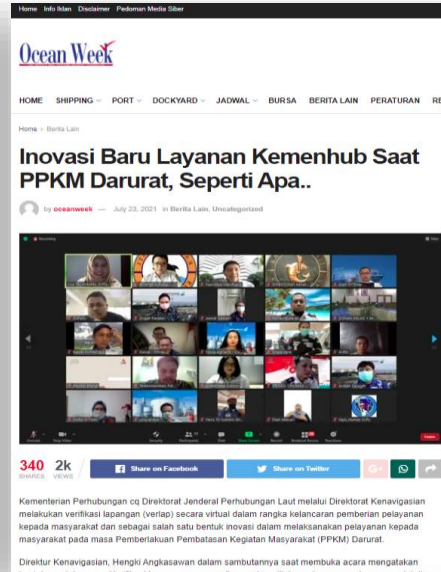 Home Info Iklan Disclaimer Pedoman Media Siber
Ocean Week
HOME SHIPPING PORT DOCKYARD JADWAL BURSA BERITA LAIN PERATURAN
Home Berita Lain
Inovasi Baru Layanan Kemenhub Saat
PPKM Darurat, Seperti Apa..
by oceanweek — July 23, 2021 in Berita Lain, Uncategorized
340 2k
SHARES VIEWS
Share on Facebook
Share on Twitter
Kementerian Perhubungan cq Direktorat Jenderal Perhubungan Laut melalui Direktorat Kenavigasian
melakukan verifikasi lapangan (verlap) secara virtual dalam rangka kelancaran pemberian pelayanan
kepada masyarakat dan sebagai salah satu bentuk inovasi dalam melaksanakan pelayanan kepada
masyarakat pada masa Pemberlakuan Pembatasan Kegiatan Masyarakat (PPKM) Darurat.
Direktur Kenavigasian, Hengki Angkasawan dalam sambutannya saat membuka acara mengatakan